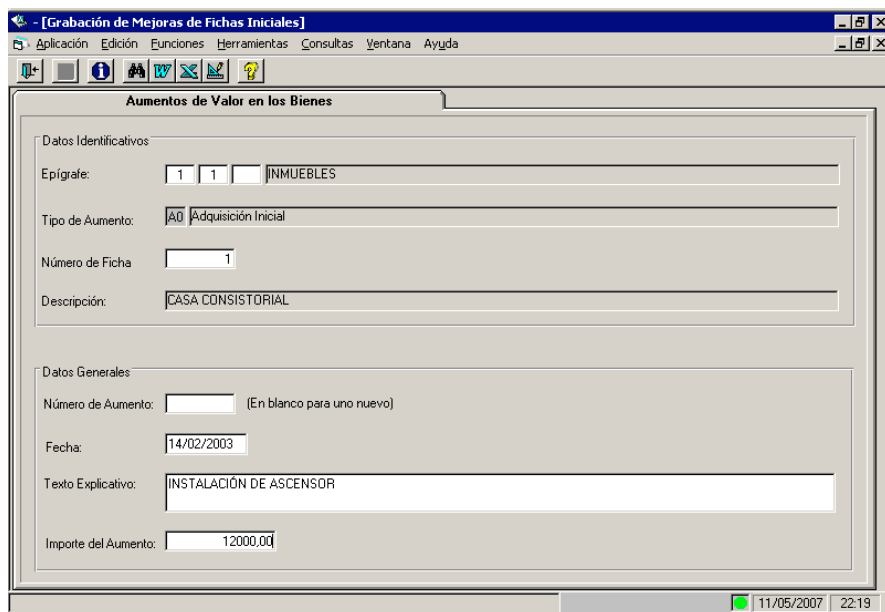 - [Grabación de Mejoras de Fichas Iniciales]
Aplicación Edición Funciones Herramientas Consultas Ventana Ayuda
Aumentos de Valor en los Bienes
Datos Identificativos
Epígrafe: 1 1 INMUEBLES
Tipo de Aumento: A0 Adquisición Inicial
Número de Ficha 1
Descripción: CASA CONSISTORIAL
Datos Generales
Número de Aumento: (En blanco para uno nuevo)
Fecha: 14/02/2003
Texto Explicativo: INSTALACIÓN DE ASCENSOR
Importe del Aumento: 12000,00
11/05/2007 22:19